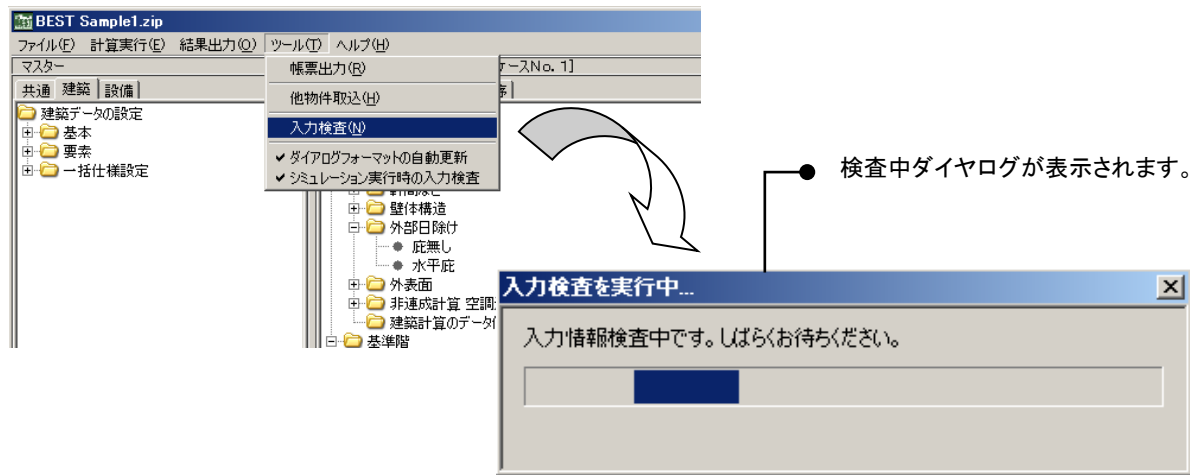 BEST Sample1.zip
ファイル(F) 計算実行(E) 結果出力(O) ツール(T) ヘルプ(H)
マスター
ケースNo. 1]
共通 建築 設備
建築データの設定
基本
要素
一括仕様設定
帳票出力(R)
他物件取込(H)
入力検査(N)
✔ ダイアログフォーマットの自動更新
✔ シミュレーション実行時の入力検査
壁体構造
外部日除け
庇無し
水平庇
外表面
非連成計算 空調
建築計算のデータ
基準階
検査中ダイヤログが表示されます。
入力検査を実行中...
入力情報検査中です。しばらくお待ちください。